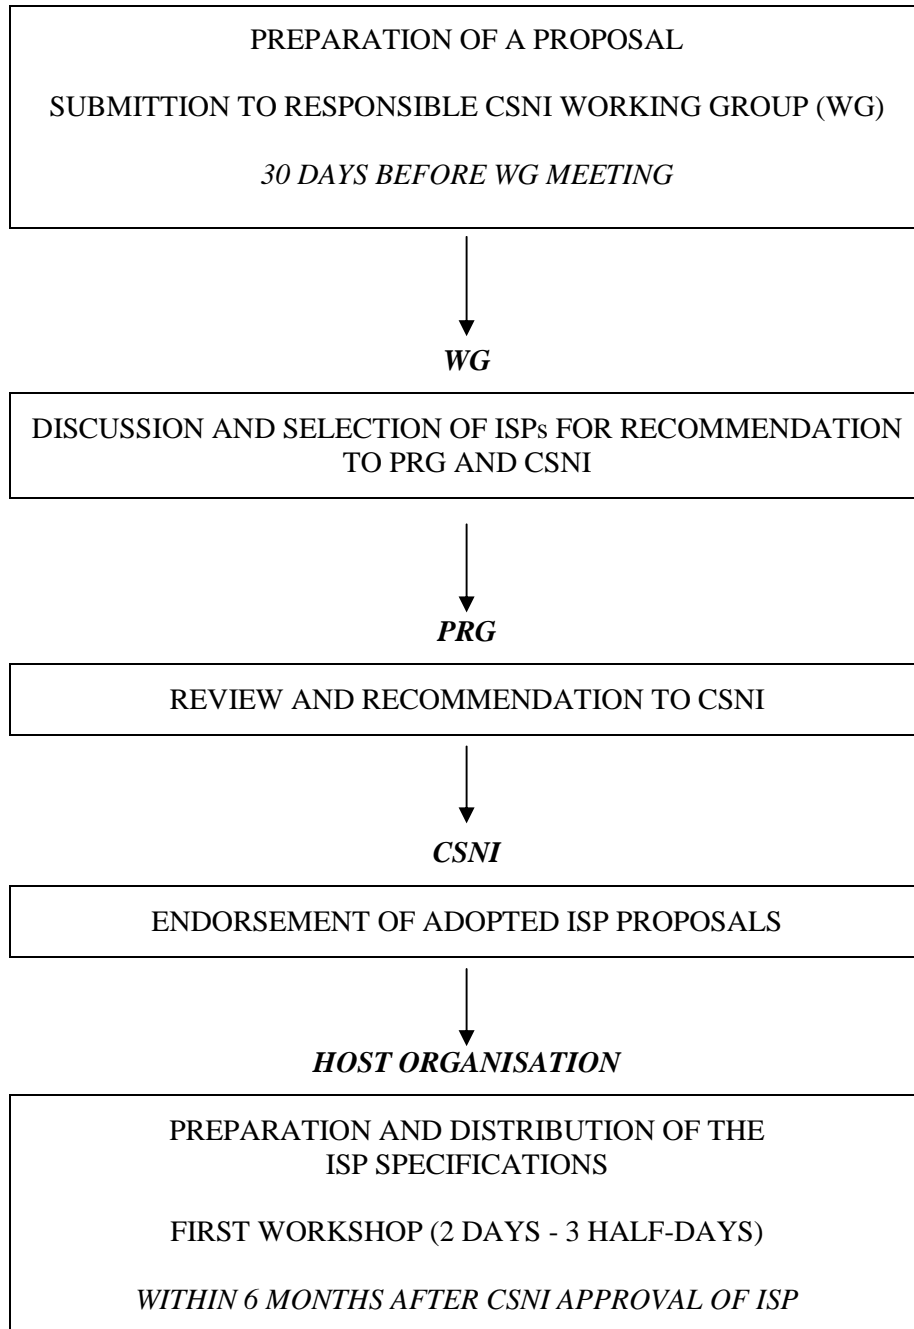 PREPARATION OF A PROPOSAL
SUBMITTION TO RESPONSIBLE CSNI WORKING GROUP (WG)
30 DAYS BEFORE WG MEETING
WG
DISCUSSION AND SELECTION OF ISPs FOR RECOMMENDATION
TO PRG AND CSNI
PRG
REVIEW AND RECOMMENDATION TO CSNI
CSNI
ENDORSEMENT OF ADOPTED ISP PROPOSALS
HOST ORGANISATION
PREPARATION AND DISTRIBUTION OF THE
ISP SPECIFICATIONS
FIRST WORKSHOP (2 DAYS - 3 HALF-DAYS)
WITHIN 6 MONTHS AFTER CSNI APPROVAL OF ISP